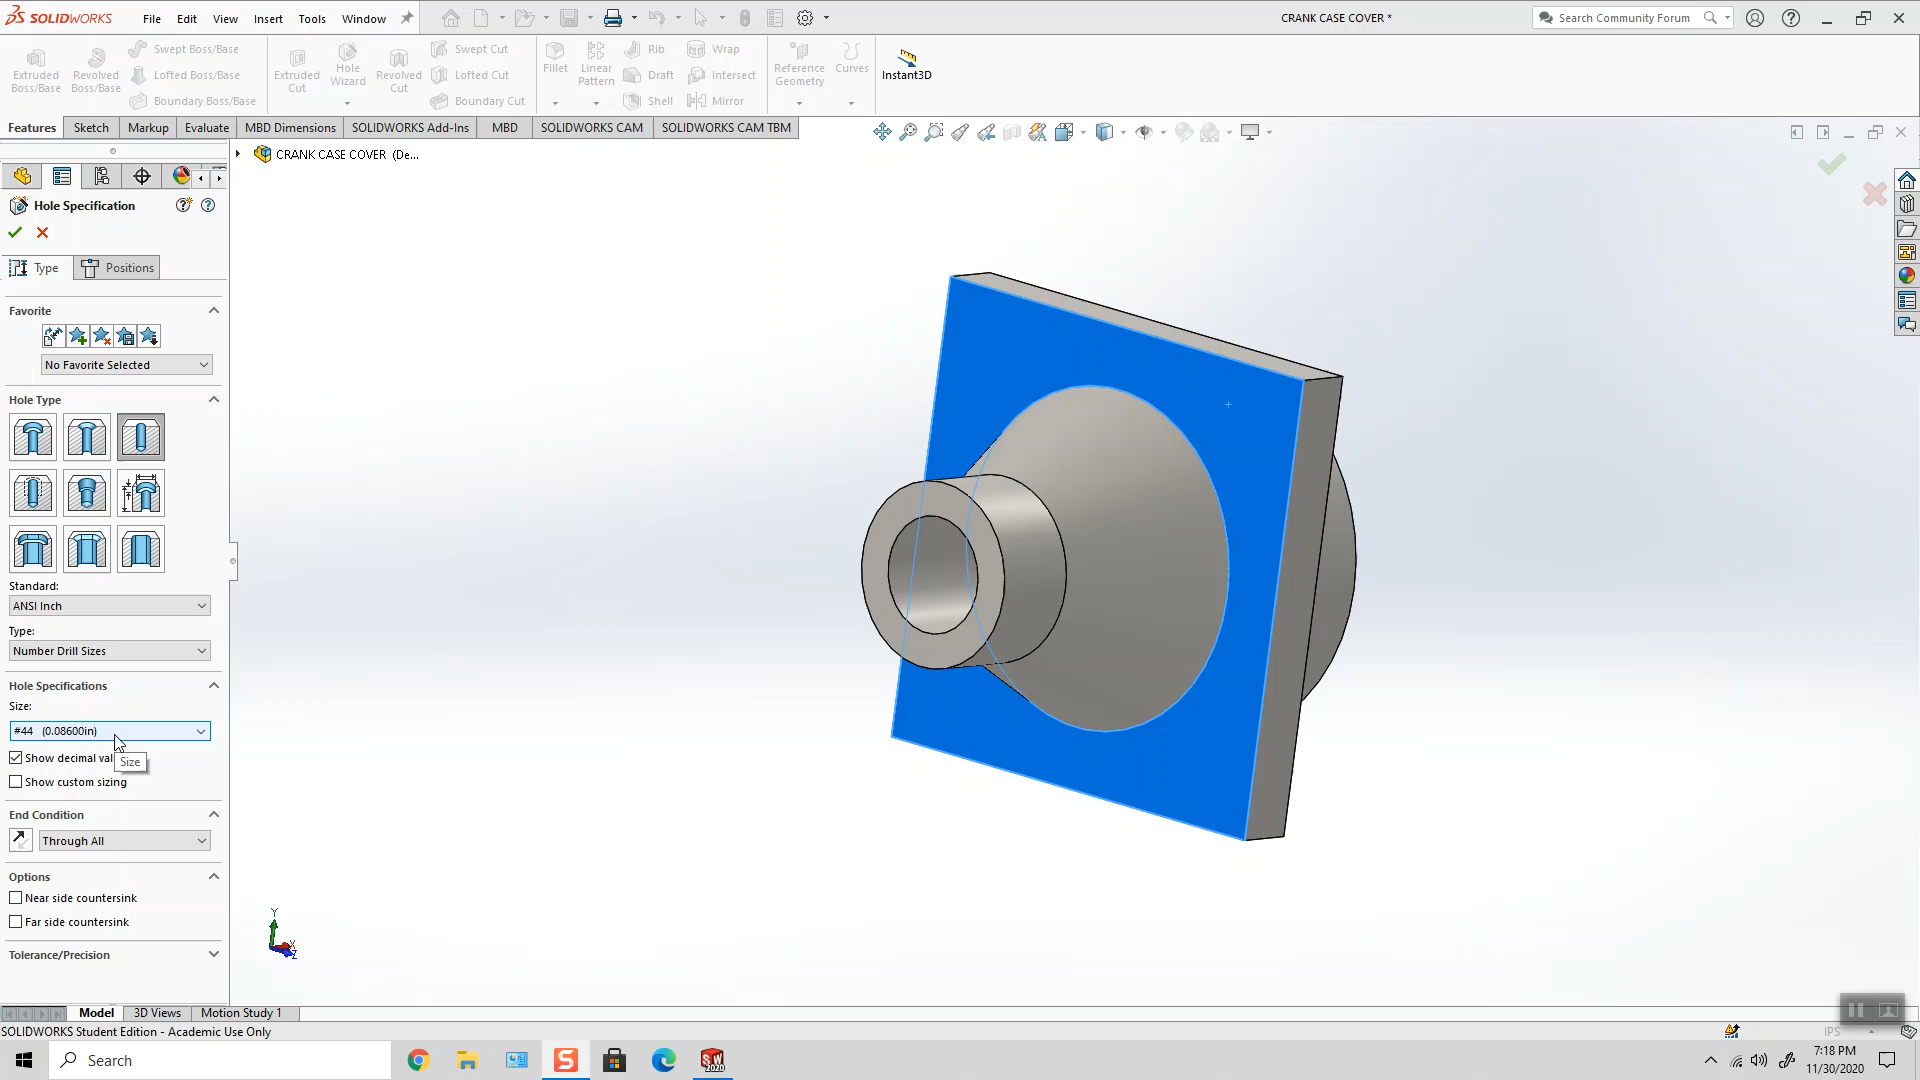 SOLIDWORKS File Edit View Insert Tools Window CRANK CASE COVER * Search Community Forum
Extruded Boss/Base
Revolved Boss/Base
Swept Boss/Base
Lofted Boss/Base
Boundary Boss/Base
Extruded Cut
Hole Wizard
Revolved Cut
Swept Cut
Lofted Cut
Boundary Cut
Fillet
Linear Pattern
Rib
Draft
Shell
Wrap
Intersect
Mirror
Reference Geometry
Curves
Instant3D
Features Sketch Markup Evaluate MBD Dimensions SOLIDWORKS Add-Ins MBD SOLIDWORKS CAM SOLIDWORKS CAM TBM
CRANK CASE COVER (De...
Hole Specification
Type Positions
Favorite
No Favorite Selected
Hole Type
Standard:
ANSI Inch
Type:
Number Drill Sizes
Hole Specifications
Size:
#44 (0.08600in)
Show decimal val
Size
Show custom sizing
End Condition
Through All
Options
Near side countersink
Far side countersink
Tolerance/Precision
Y
X
Z
Model 3D Views Motion Study 1
SOLIDWORKS Student Edition - Academic Use Only
IPS
Search
S
SW
2020
7:18 PM
11/30/2020